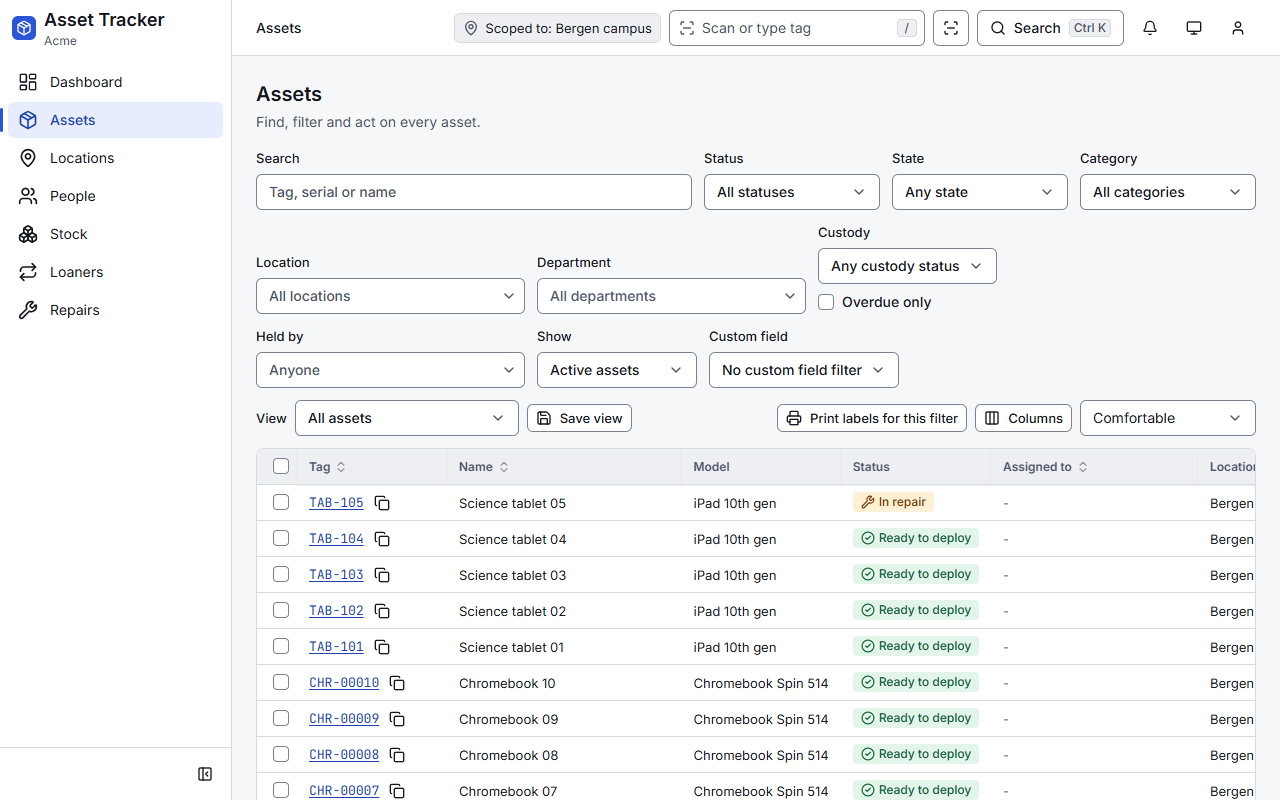 Asset Tracker
Acme
Dashboard
Assets
Locations
People
Stock
Loaners
Repairs
Assets
Scoped to: Bergen campus
Scan or type tag /
Search Ctrl K
Assets
Find, filter and act on every asset.
Search Status State Category
Tag, serial or name All statuses Any state All categories
Location Department Custody
All locations All departments Any custody status
Overdue only
Held by Show Custom field
Anyone Active assets No custom field filter
View All assets Save view Print labels for this filter Columns Comfortable
Tag Name Model Status Assigned to Location
TAB-105 Science tablet 05 iPad 10th gen In repair - Bergen
TAB-104 Science tablet 04 iPad 10th gen Ready to deploy - Bergen
TAB-103 Science tablet 03 iPad 10th gen Ready to deploy - Bergen
TAB-102 Science tablet 02 iPad 10th gen Ready to deploy - Bergen
TAB-101 Science tablet 01 iPad 10th gen Ready to deploy - Bergen
CHR-00010 Chromebook 10 Chromebook Spin 514 Ready to deploy - Bergen
CHR-00009 Chromebook 09 Chromebook Spin 514 Ready to deploy - Bergen
CHR-00008 Chromebook 08 Chromebook Spin 514 Ready to deploy - Bergen
CHR-00007 Chromebook 07 Chromebook Spin 514 Ready to deploy - Bergen